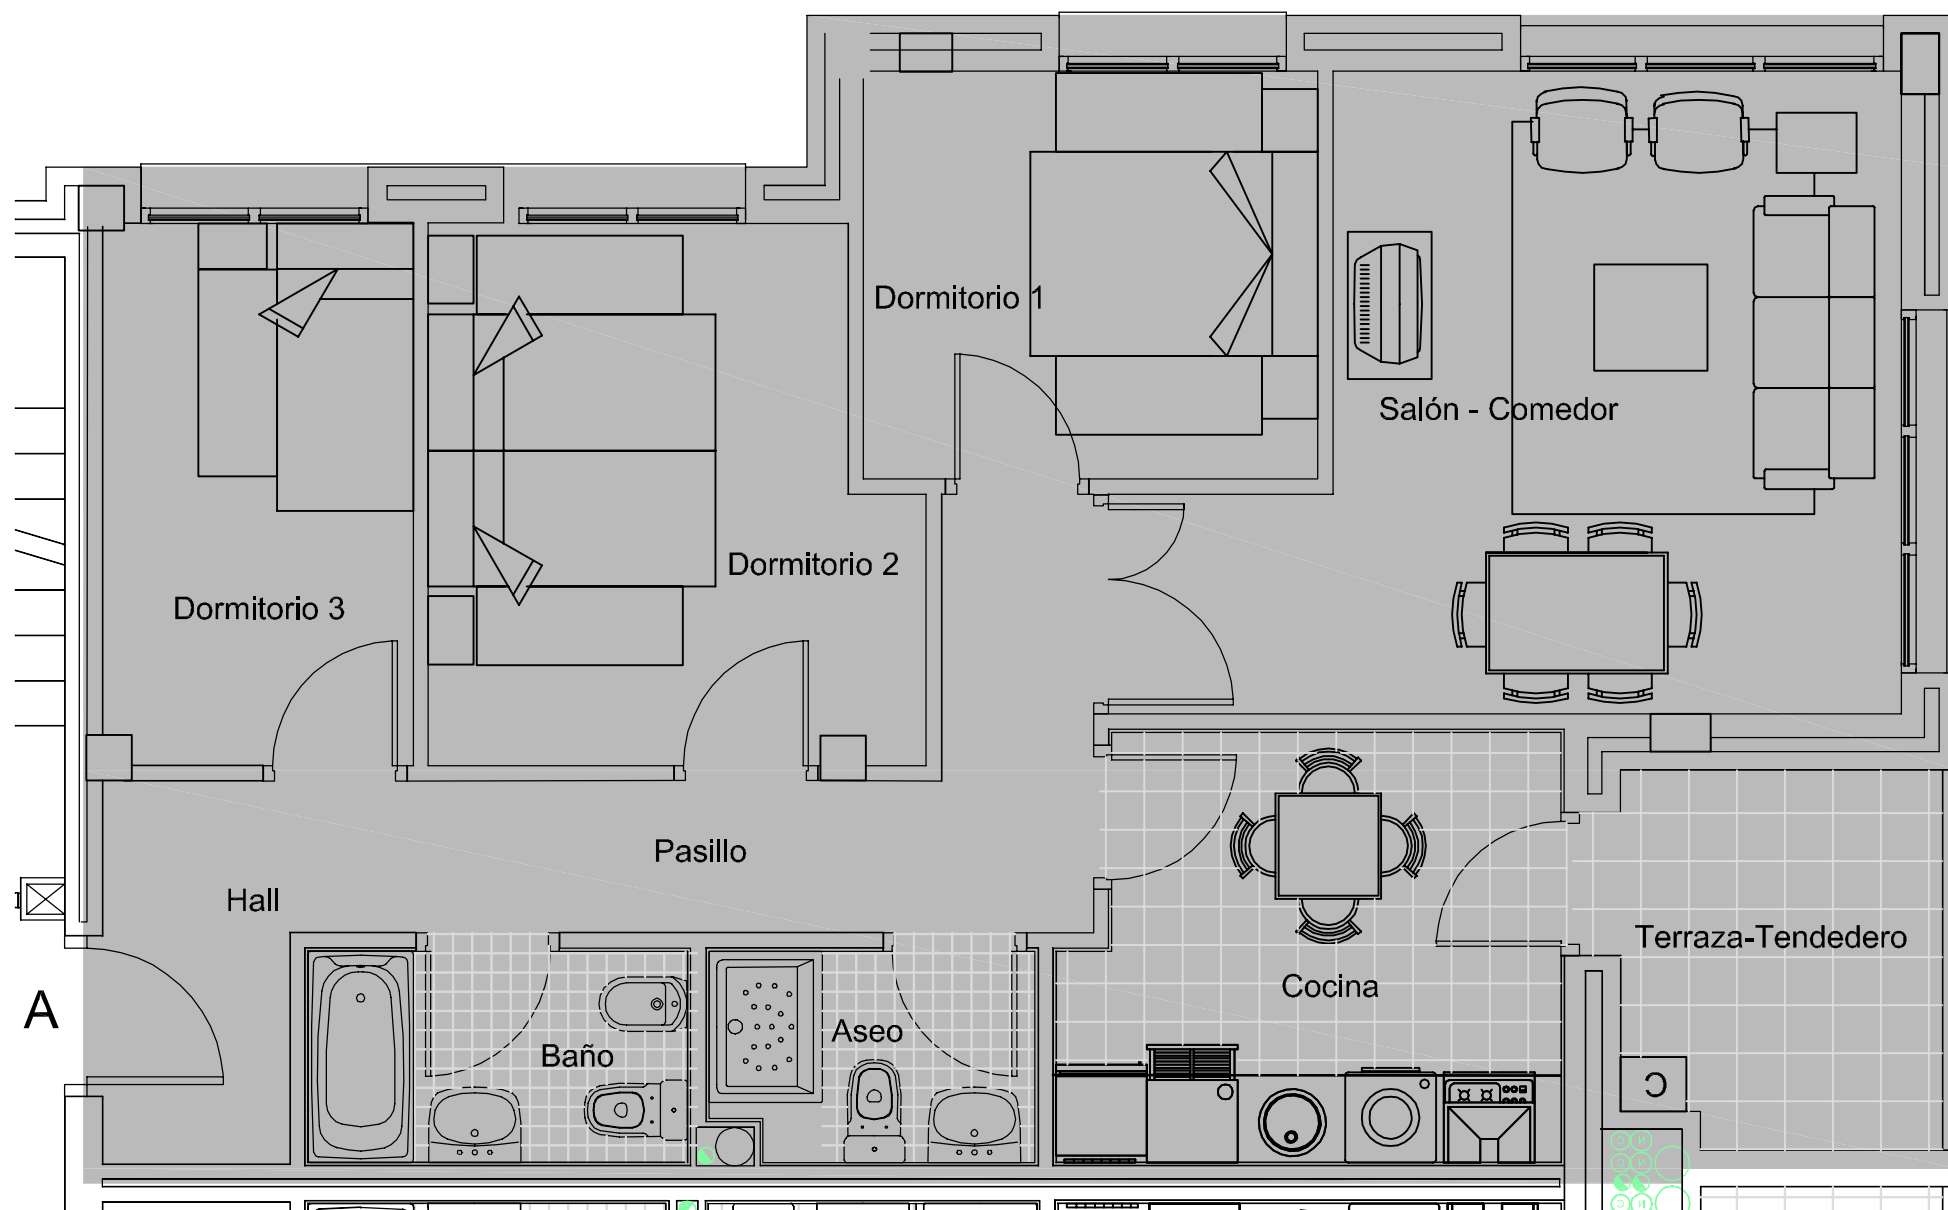 Dormitorio 1
Salón - Comedor
Dormitorio 2
Dormitorio 3
Pasillo
Hall
Terraza-Tendedero
Cocina
A
Aseo
Baño
C